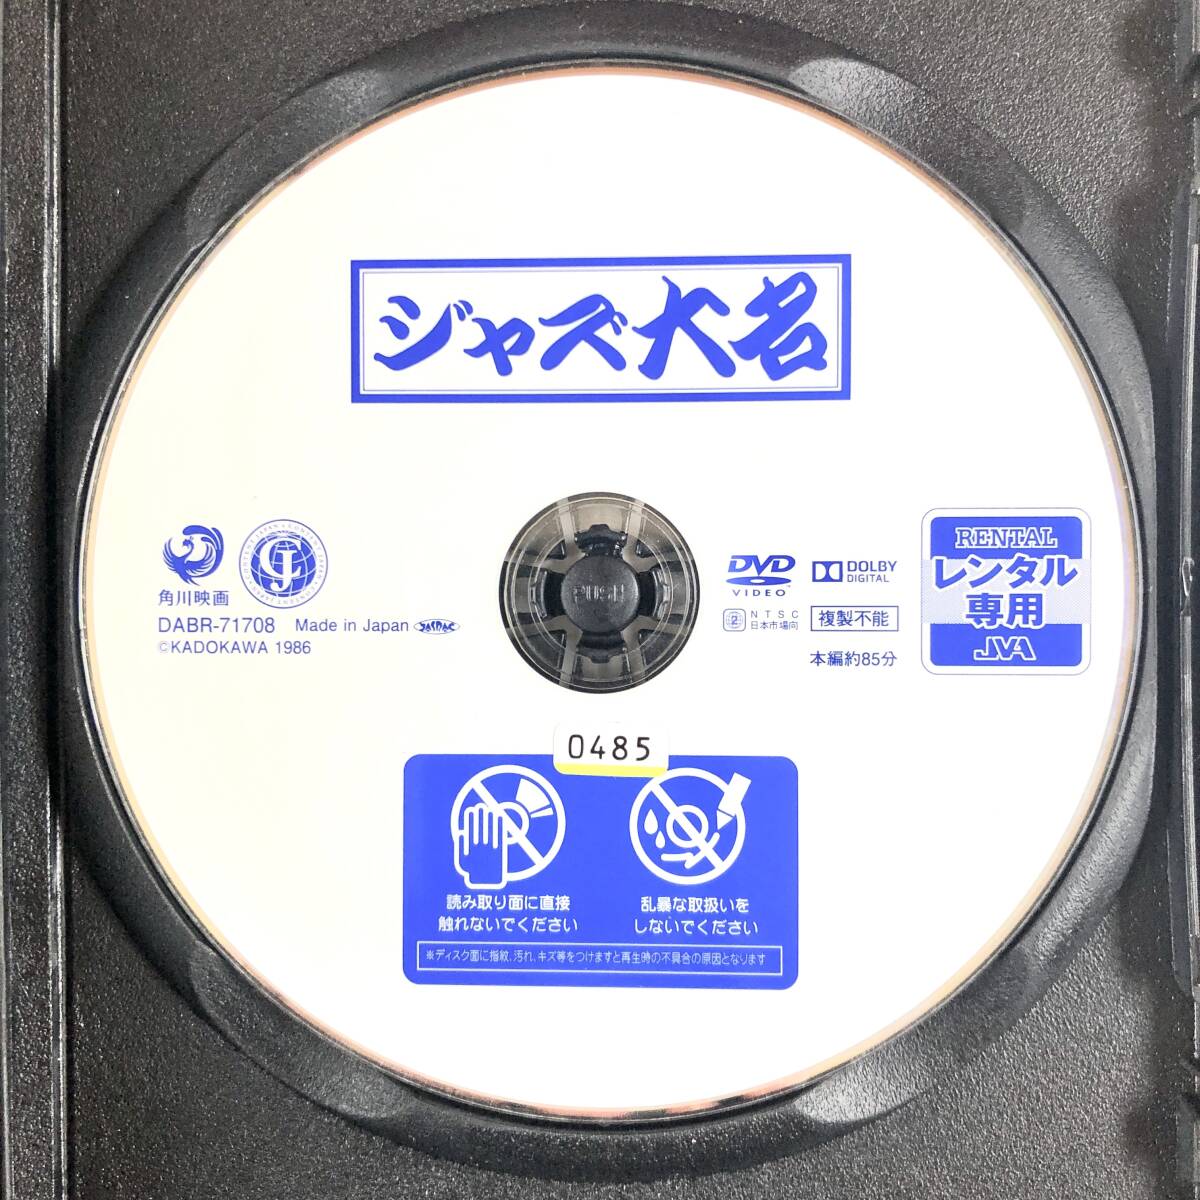 ジャズ大名
角川映画
DABR-71708 Made in Japan
©KADOKAWA 1986
PUSH
DVD
VIDEO
DOLBY
DIGITAL
2
NTSC
日本市場向
複製不能
本編約85分
RENTAL
レンタル
専用
JVA
0485
読み取り面に直接
触れないでください
乱暴な取扱いを
しないでください
※ディスク面に指紋、汚れ、キズ等をつけますと再生時の不具合の原因となります